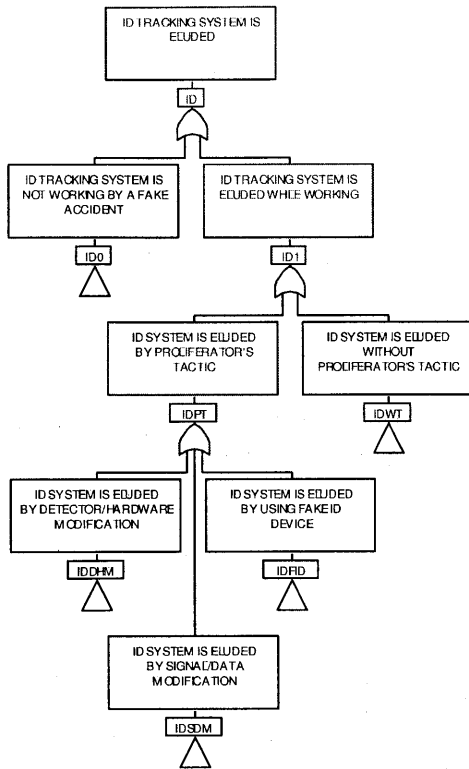 ID TRACKING SYSTEM IS
ELUDED
ID
ID TRACKING SYSTEM IS
NOT WORKING BY A FAKE
ACCIDENT
ID TRACKING SYSTEM IS
ELUDED WHILE WORKING
ID0
ID1
ID SYSTEM IS ELUDED
BY PROLIFERATOR'S
TACTIC
ID SYSTEM IS ELUDED
WITHOUT
PROLIFERATOR'S TACTIC
IDPT
IDWT
ID SYSTEM IS ELUDED
BY DETECTOR/HARDWARE
MODIFICATION
ID SYSTEM IS ELUDED
BY USING FAKE ID
DEVICE
IDDHM
IDFID
ID SYSTEM IS ELUDED
BY SIGNAL/DATA
MODIFICATION
IDSDM